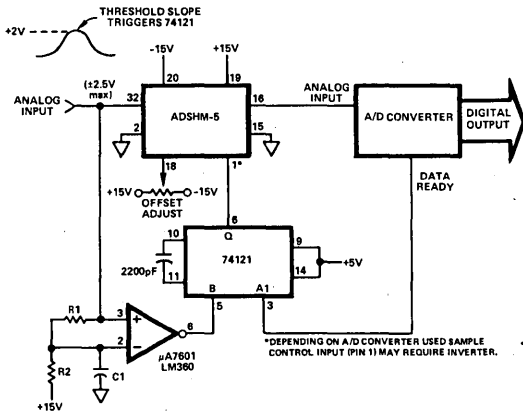 THRESHOLD SLOPE
TRIGGERS 74121
+2V
-15V
+15V
(±2.5V
max)
20
19
ANALOG
INPUT
32
ADSHM-5
16
ANALOG
INPUT
A/D CONVERTER
DIGITAL
OUTPUT
2
15
18
1*
DATA
READY
+15V
-15V
OFFSET
ADJUST
6
Q
10
9
2200pF
74121
+5V
11
14
B
A1
5
3
R1
3
+
6
2
−
R2
C1
µA7601
LM360
+15V
*DEPENDING ON A/D CONVERTER USED SAMPLE
CONTROL INPUT (PIN 1) MAY REQUIRE INVERTER.